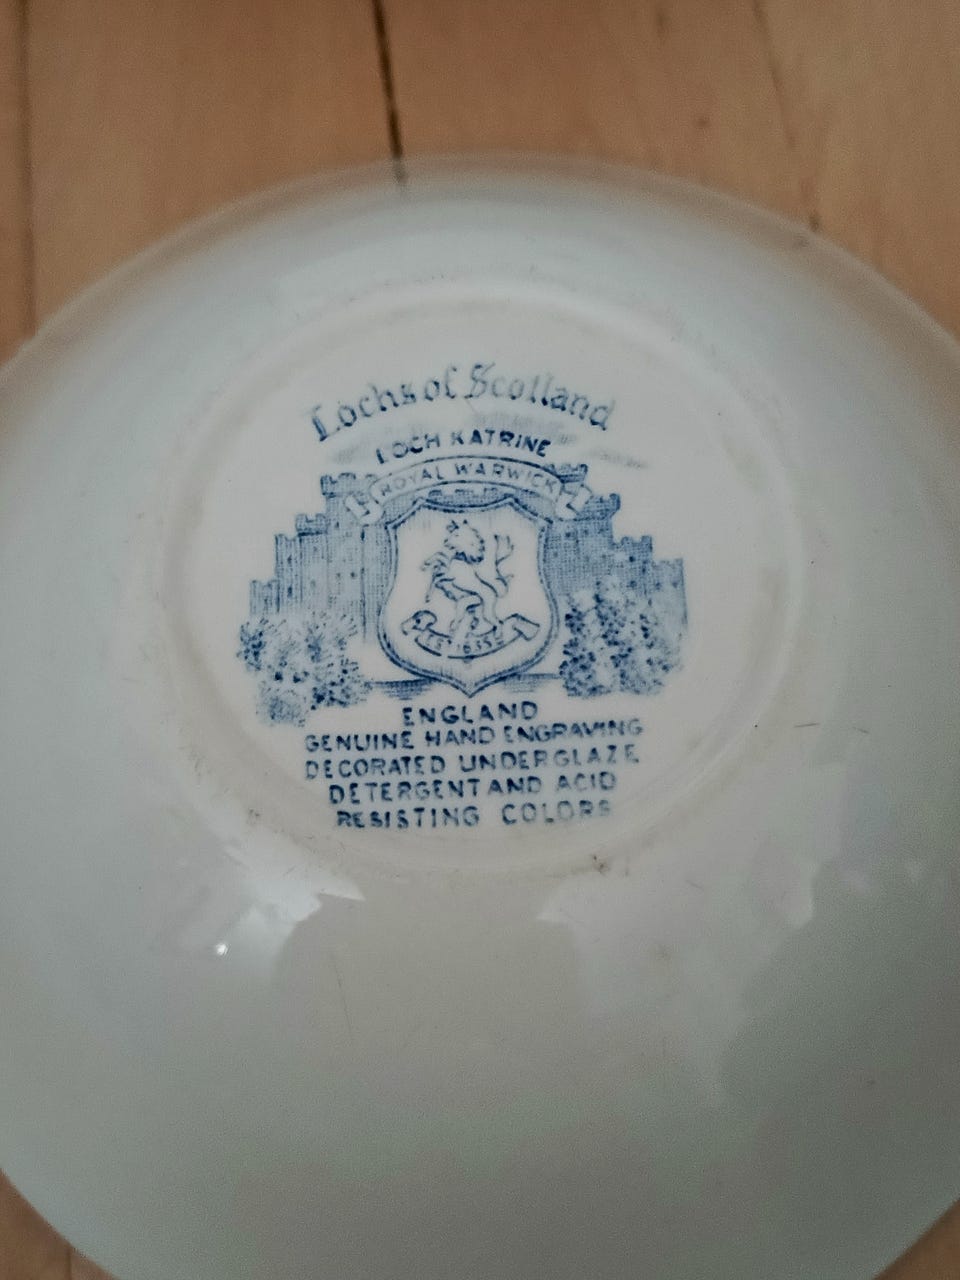 Lochs of Scotland
LOCH KATRINE
ROYAL WARWICK
ENGLAND
GENUINE HAND ENGRAVING
DECORATED UNDERGLAZE
DETERGENT AND ACID
RESISTING COLORS